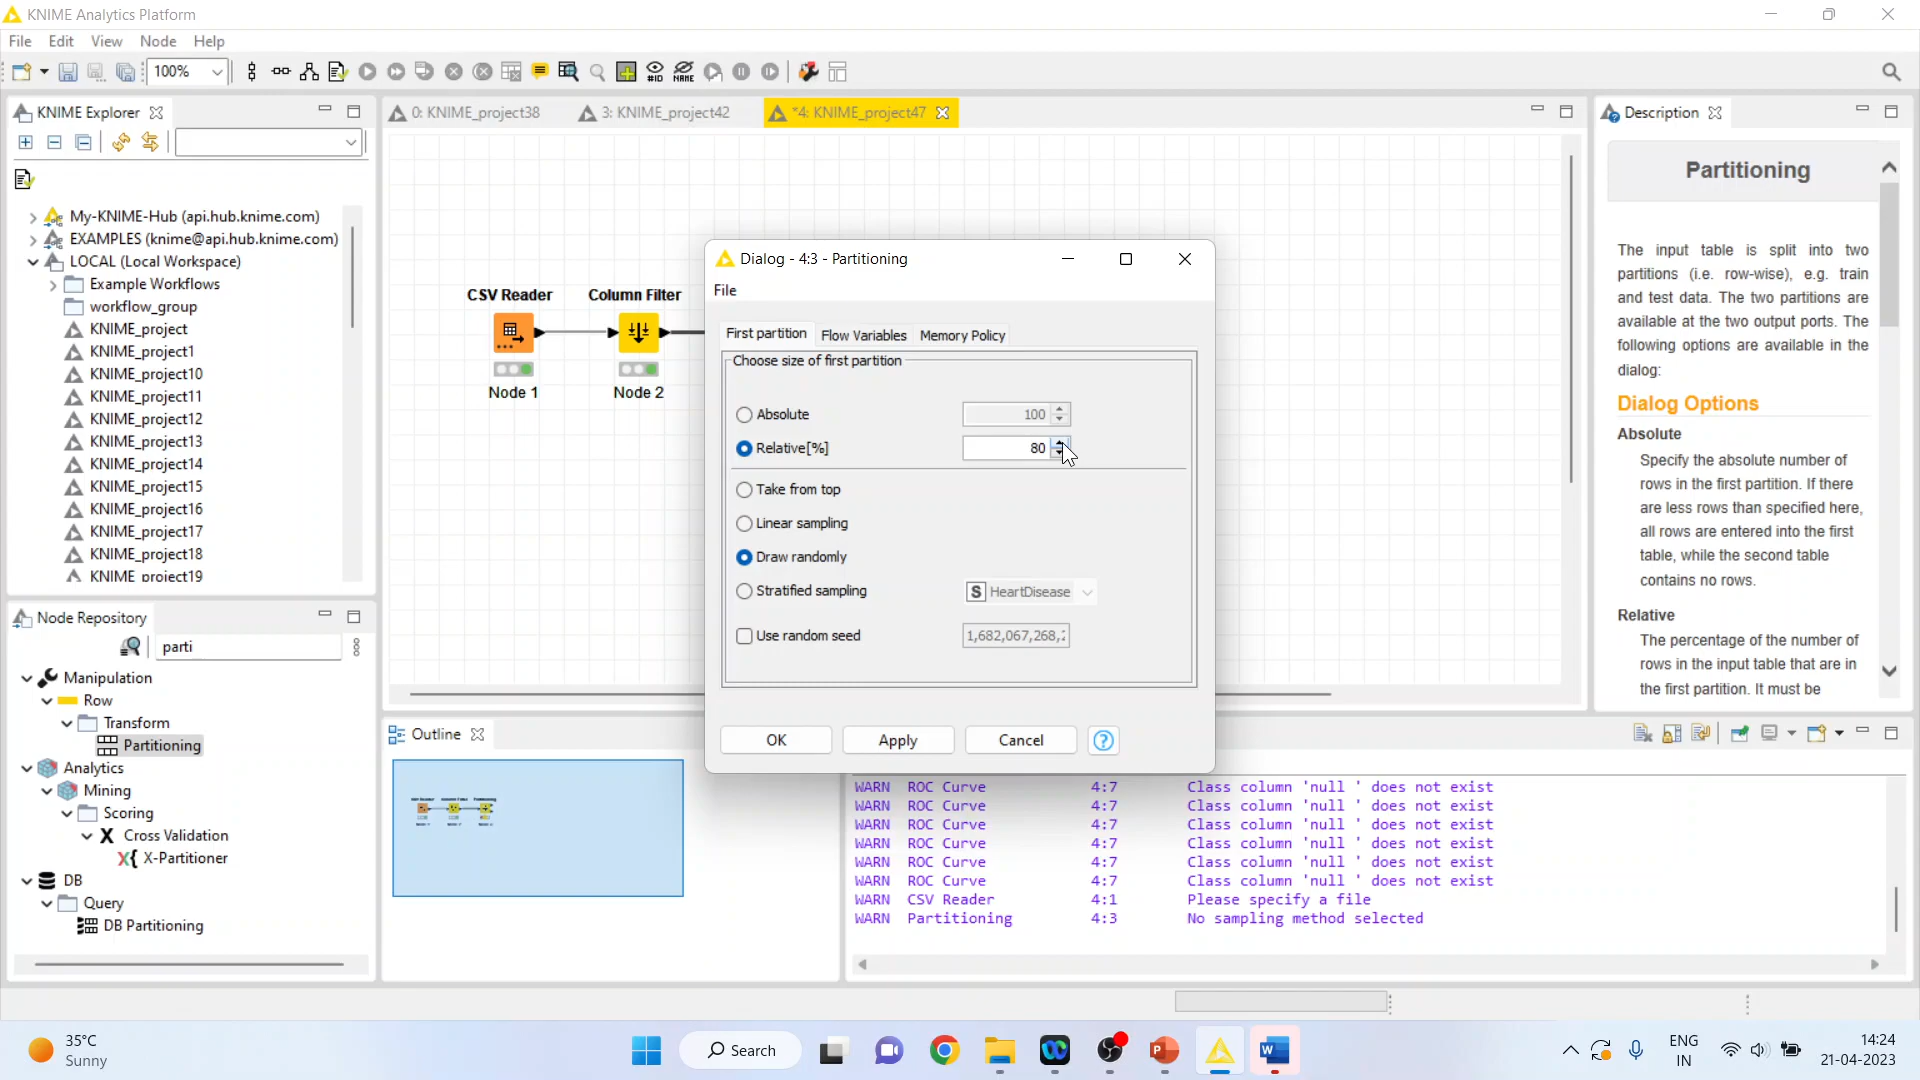 KNIME Analytics Platform
File Edit View Node Help
100%
KNIME Explorer
My-KNIME-Hub (api.hub.knime.com)
EXAMPLES (knime@api.hub.knime.com)
LOCAL (Local Workspace)
Example Workflows
workflow_group
KNIME_project
KNIME_project1
KNIME_project10
KNIME_project11
KNIME_project12
KNIME_project13
KNIME_project14
KNIME_project15
KNIME_project16
KNIME_project17
KNIME_project18
KNIME_project19
Node Repository
parti
Manipulation
Row
Transform
Partitioning
Analytics
Mining
Scoring
Cross Validation
X-Partitioner
DB
Query
DB Partitioning
0: KNIME_project38 3: KNIME_project42 *4: KNIME_project47
CSV Reader Column Filter
Node 1 Node 2
Dialog - 4:3 - Partitioning
File
First partition Flow Variables Memory Policy
Choose size of first partition
Absolute 100
Relative[%] 80
Take from top
Linear sampling
Draw randomly
Stratified sampling S HeartDisease
Use random seed 1,682,067,268,2
OK Apply Cancel ?
Outline
WARN ROC Curve 4:7 Class column 'null ' does not exist
WARN ROC Curve 4:7 Class column 'null ' does not exist
WARN ROC Curve 4:7 Class column 'null ' does not exist
WARN ROC Curve 4:7 Class column 'null ' does not exist
WARN ROC Curve 4:7 Class column 'null ' does not exist
WARN ROC Curve 4:7 Class column 'null ' does not exist
WARN CSV Reader 4:1 Please specify a file
WARN Partitioning 4:3 No sampling method selected
Description
Partitioning
The input table is split into two
partitions (i.e. row-wise), e.g. train
and test data. The two partitions are
available at the two output ports. The
following options are available in the
dialog:
Dialog Options
Absolute
Specify the absolute number of
rows in the first partition. If there
are less rows than specified here,
all rows are entered into the first
table, while the second table
contains no rows.
Relative
The percentage of the number of
rows in the input table that are in
the first partition. It must be
35°C
Sunny
Search
ENG
IN
14:24
21-04-2023